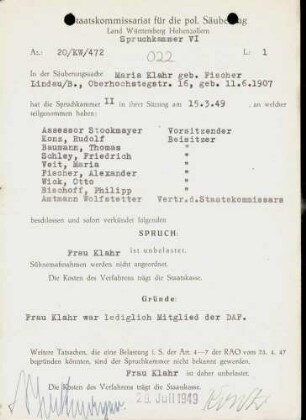 Staatskommissariat für die pol. Säuberung
Land Württemberg Hohenzollern
Spruchkammer VI
Nr.: 20/KW/472
L: 1
022
In der Säuberungssache Maria Klahr geb. Fischer
Lindau/B., Oberhochstegstr. 16, geb. 11.6.1907
hat die Spruchkammer II in ihrer Sitzung am 15.3.49 , an welcher
teilgenommen haben:
Assessor Stockmayer Vorsitzender
Kons, Rudolf Beisitzer
Baumann, Thomas "
Schley, Friedrich "
Veit, Maria "
Fischer, Alexander "
Wiek, Otto "
Bischoff, Philipp "
Amtmann Wolfstetter Vertr.d.Staatskommissars
beschlossen und sofort verkündet folgenden
SPRUCH:
Frau Klahr ist unbelastet.
Sühnemaßnahmen werden nicht angeordnet.
Die Kosten des Verfahrens trägt die Staatskasse.
Gründe:
Frau Klahr war lediglich Mitglied der DAF.
Weitere Tatsachen, die eine Belastung i. S. der Art. 4—7 der RAO vom 25. 4. 47
begründen könnten, sind der Spruchkammer nicht bekannt geworden.
Frau Klahr ist daher unbelastet.
Die Kosten des Verfahrens trägt die Staatskasse.
Juli 1949